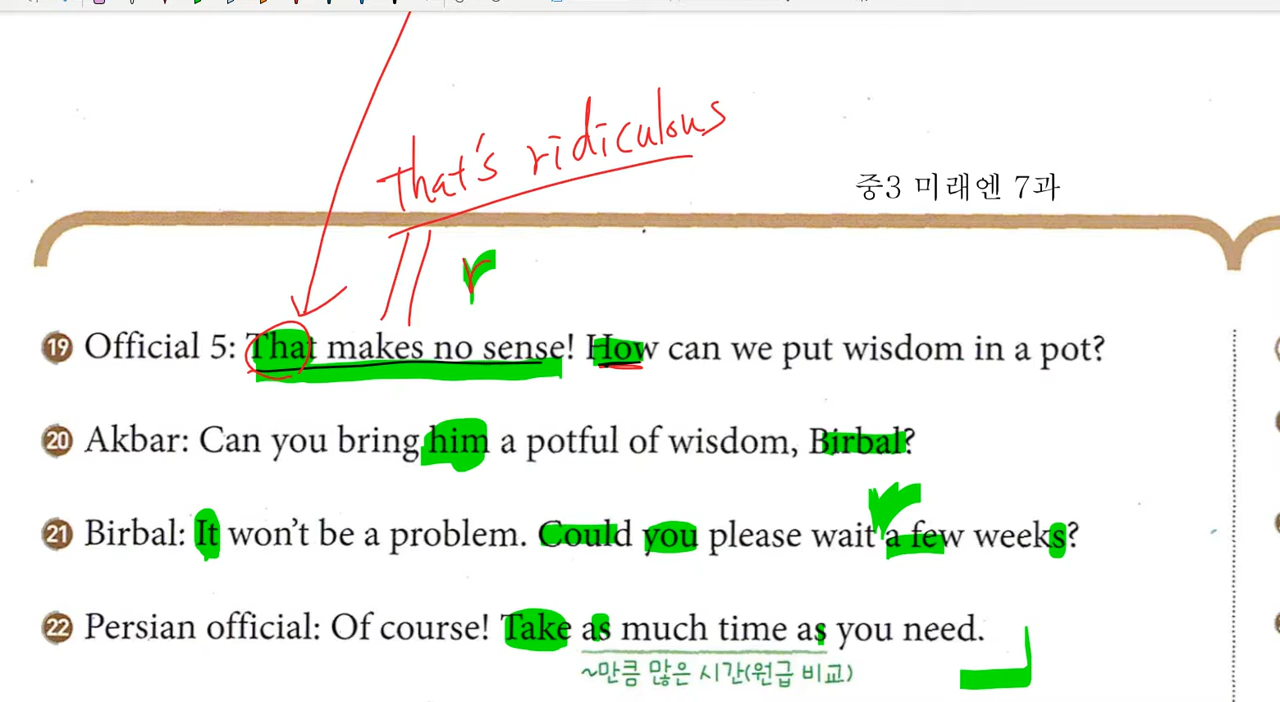 that's ridiculous
중3 미래엔 7과
19 Official 5: That makes no sense! How can we put wisdom in a pot?
20 Akbar: Can you bring him a potful of wisdom, Birbal?
21 Birbal: It won't be a problem. Could you please wait a few weeks?
22 Persian official: Of course! Take as much time as you need.
~만큼 많은 시간(원급 비교)